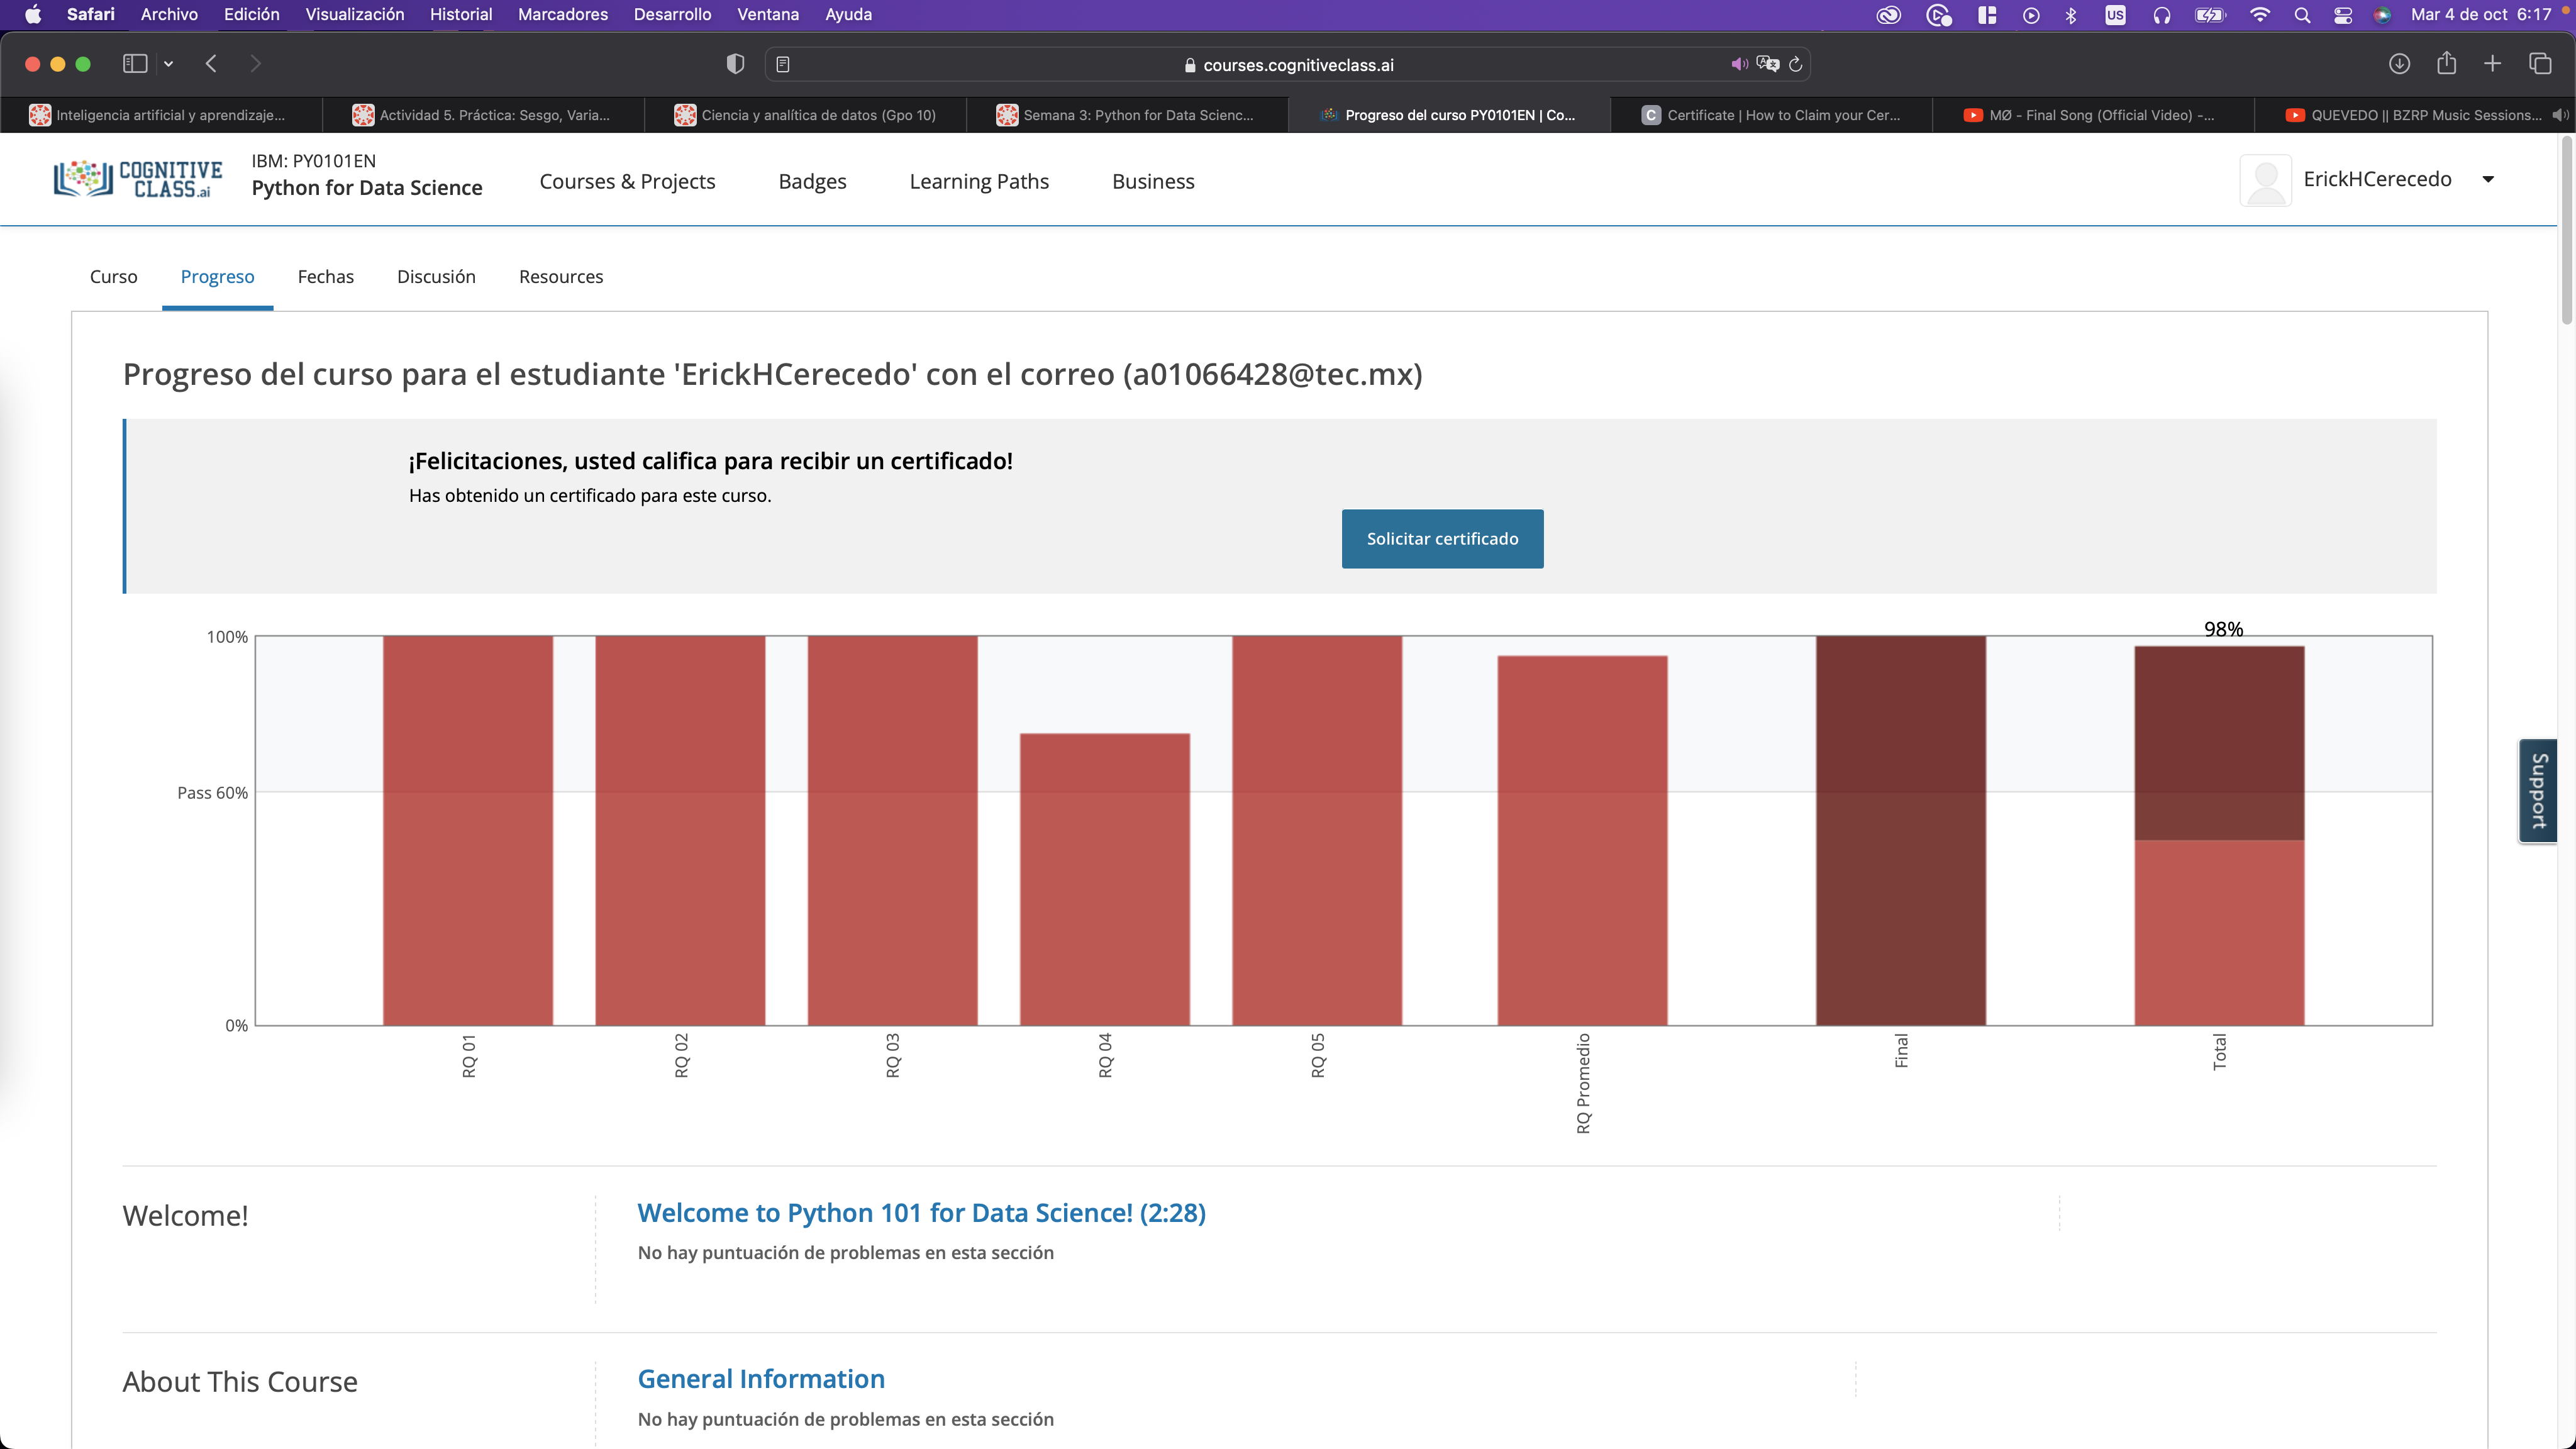 Safari Archivo Edición Visualización Historial Marcadores Desarrollo Ventana Ayuda US Mar 4 de oct 6:17
courses.cognitiveclass.ai
Inteligencia artificial y aprendizaje... Actividad 5. Práctica: Sesgo, Varia... Ciencia y analítica de datos (Gpo 10) Semana 3: Python for Data Scienc... Progreso del curso PY0101EN | Co... C Certificate | How to Claim your Cer... MØ - Final Song (Official Video) -... QUEVEDO || BZRP Music Sessions...
COGNITIVE
CLASS.ai
IBM: PY0101EN
Python for Data Science
Courses & Projects Badges Learning Paths Business ErickHCerecedo
Curso Progreso Fechas Discusión Resources
Progreso del curso para el estudiante 'ErickHCerecedo' con el correo (a01066428@tec.mx)
¡Felicitaciones, usted califica para recibir un certificado!
Has obtenido un certificado para este curso.
Solicitar certificado
98%
100%
Pass 60%
0%
RQ 01
RQ 02
RQ 03
RQ 04
RQ 05
RQ Promedio
Final
Total
Support
Welcome!
Welcome to Python 101 for Data Science! (2:28)
No hay puntuación de problemas en esta sección
About This Course
General Information
No hay puntuación de problemas en esta sección